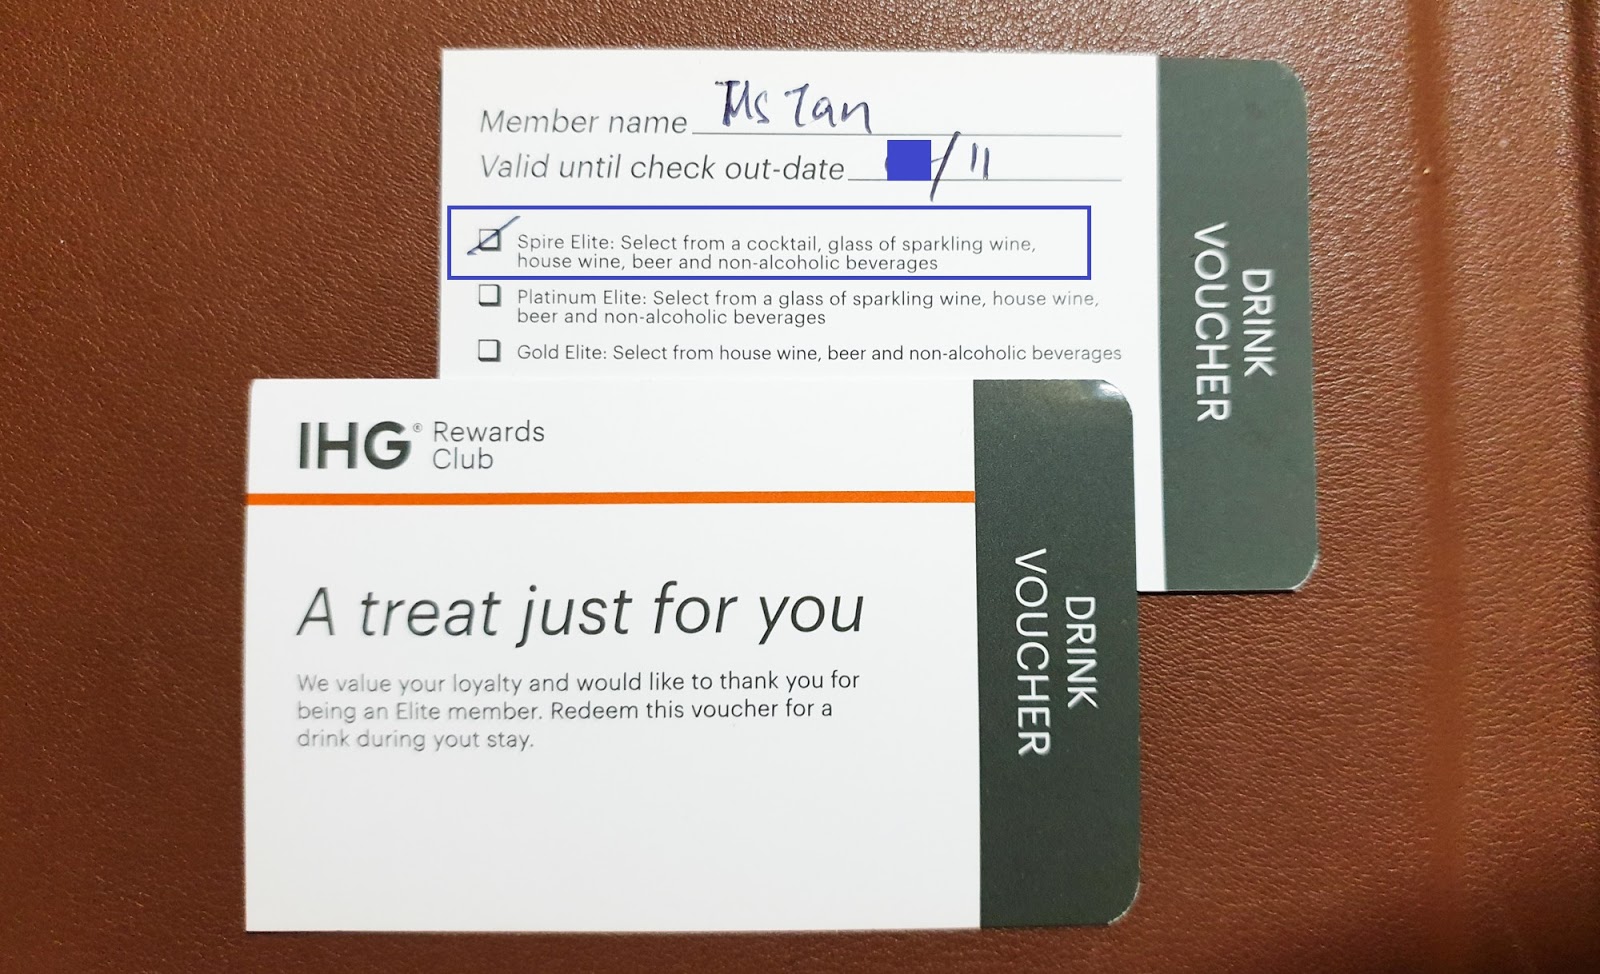 Member name Ms Tan
Valid until check out-date /11
Spire Elite: Select from a cocktail, glass of sparkling wine,
house wine, beer and non-alcoholic beverages
Platinum Elite: Select from a glass of sparkling wine, house wine,
beer and non-alcoholic beverages
Gold Elite: Select from house wine, beer and non-alcoholic beverages
DRINK
VOUCHER
IHG® Rewards
Club
A treat just for you
We value your loyalty and would like to thank you for
being an Elite member. Redeem this voucher for a
drink during yout stay.
DRINK
VOUCHER